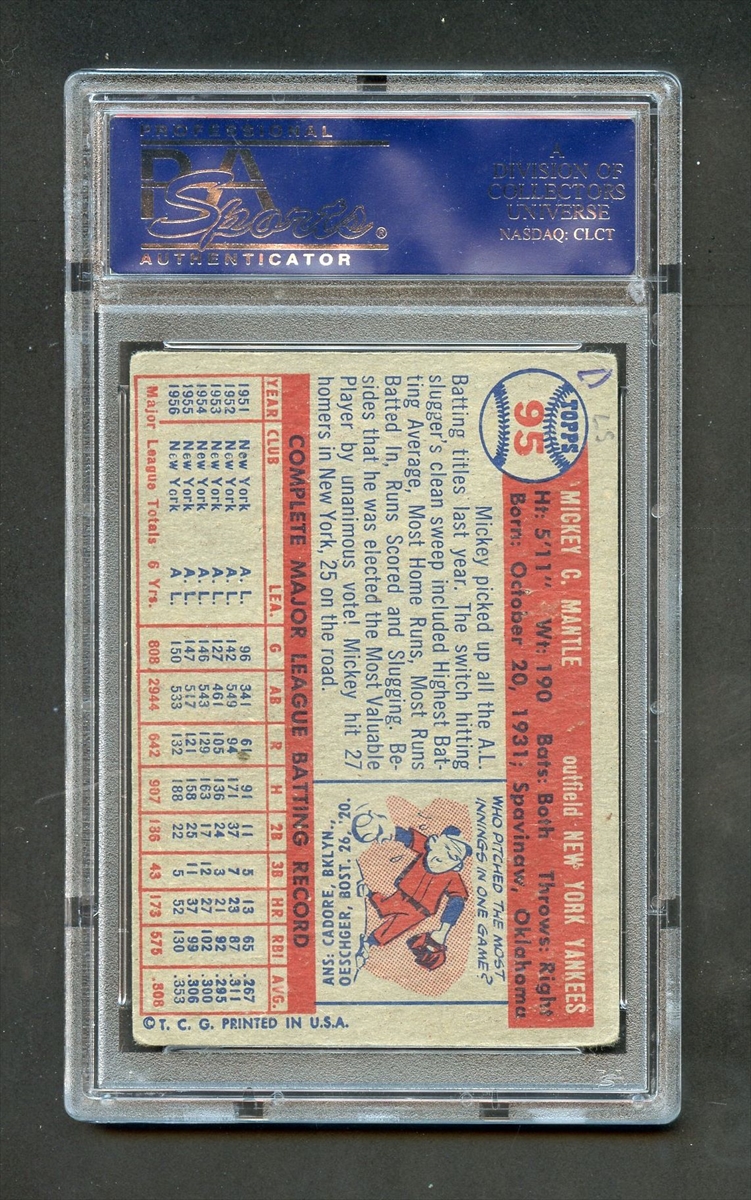 PROFESSIONAL
PSA
Sports®
AUTHENTICATOR
A
DIVISION OF
COLLECTORS
UNIVERSE
NASDAQ: CLCT
D
LS
TOPPS
95
MICKEY C. MANTLE outfield NEW YORK YANKEES
Ht: 5'11" Wt: 190 Bats: Both Throws: Right
Born: October 20, 1931; Spavinaw, Oklahoma
Mickey picked up all the A.L.
Batting titles last year. The switch hitting
slugger's clean sweep included Highest Bat-
ting Average, Most Home Runs, Most Runs
Batted In, Runs Scored and Slugging. Be-
sides that he was elected the Most Valuable
Player by unanimous vote! Mickey hit 27
homers in New York, 25 on the road.
WHO PITCHED THE MOST
INNINGS IN ONE GAME?
ANS: CADORE, BKLYN.,
OESCHGER, BOST. 26, '20.
COMPLETE MAJOR LEAGUE BATTING RECORD
YEAR CLUB LEA. G AB R H 2B 3B HR RBI AVG.
1951 New York A. L. 96 341 61 91 11 5 13 65 .267
1952 New York A. L. 142 549 94 171 37 7 23 87 .311
1953 New York A. L. 127 461 105 136 24 3 21 92 .295
1954 New York A. L. 146 543 129 163 17 12 27 102 .300
1955 New York A. L. 147 517 121 158 25 11 37 99 .306
1956 New York A. L. 150 533 132 188 22 5 52 130 .353
Major League Totals: 6 Yrs. 808 2944 642 907 136 43 173 575 .308
© T. C. G. PRINTED IN U.S.A.